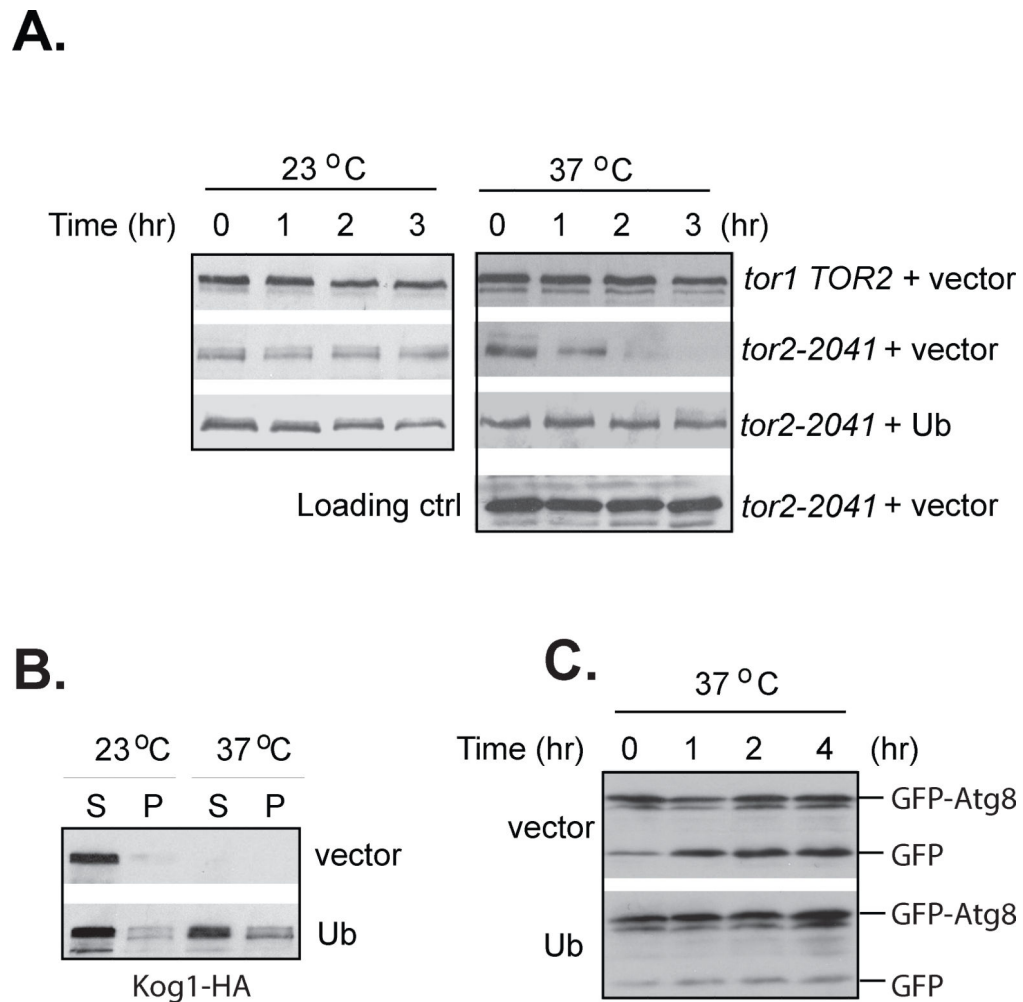 A.
23 °C 37 °C
Time (hr) 0 1 2 3 0 1 2 3 (hr)
tor1 TOR2 + vector
tor2-2041 + vector
tor2-2041 + Ub
Loading ctrl tor2-2041 + vector
B.
23 °C 37 °C
S P S P
vector
Ub
Kog1-HA
C.
37 °C
Time (hr) 0 1 2 4 (hr)
GFP-Atg8
vector
GFP
GFP-Atg8
Ub
GFP